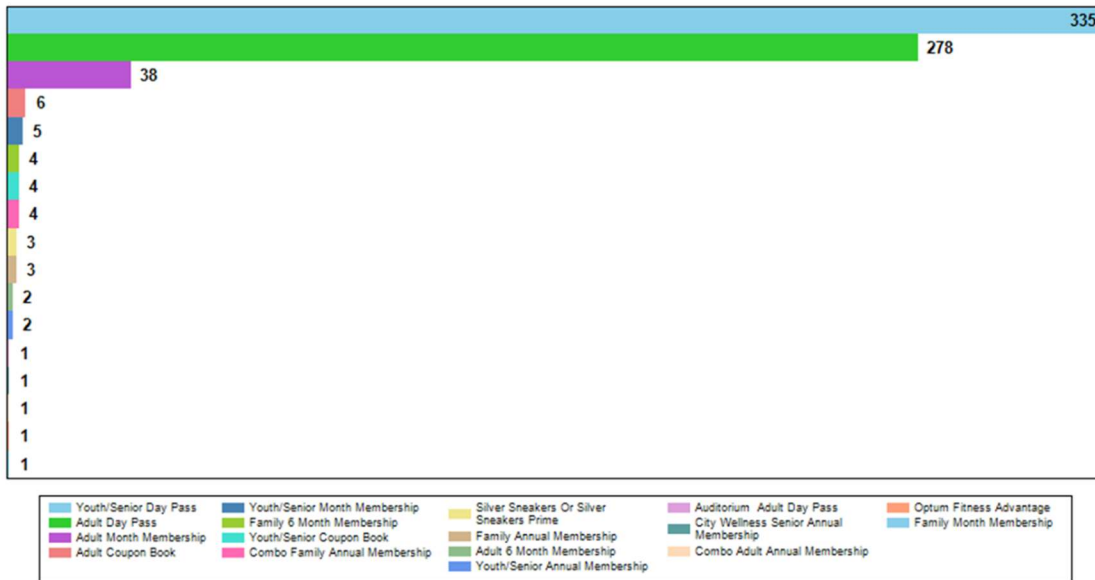 335
278
38
6
5
4
4
4
3
3
2
2
1
1
1
1
1
Youth/Senior Day Pass
Adult Day Pass
Adult Month Membership
Adult Coupon Book
Youth/Senior Month Membership
Family 6 Month Membership
Youth/Senior Coupon Book
Combo Family Annual Membership
Silver Sneakers Or Silver
Sneakers Prime
Family Annual Membership
Adult 6 Month Membership
Youth/Senior Annual Membership
Auditorium Adult Day Pass
City Wellness Senior Annual
Membership
Combo Adult Annual Membership
Optum Fitness Advantage
Family Month Membership